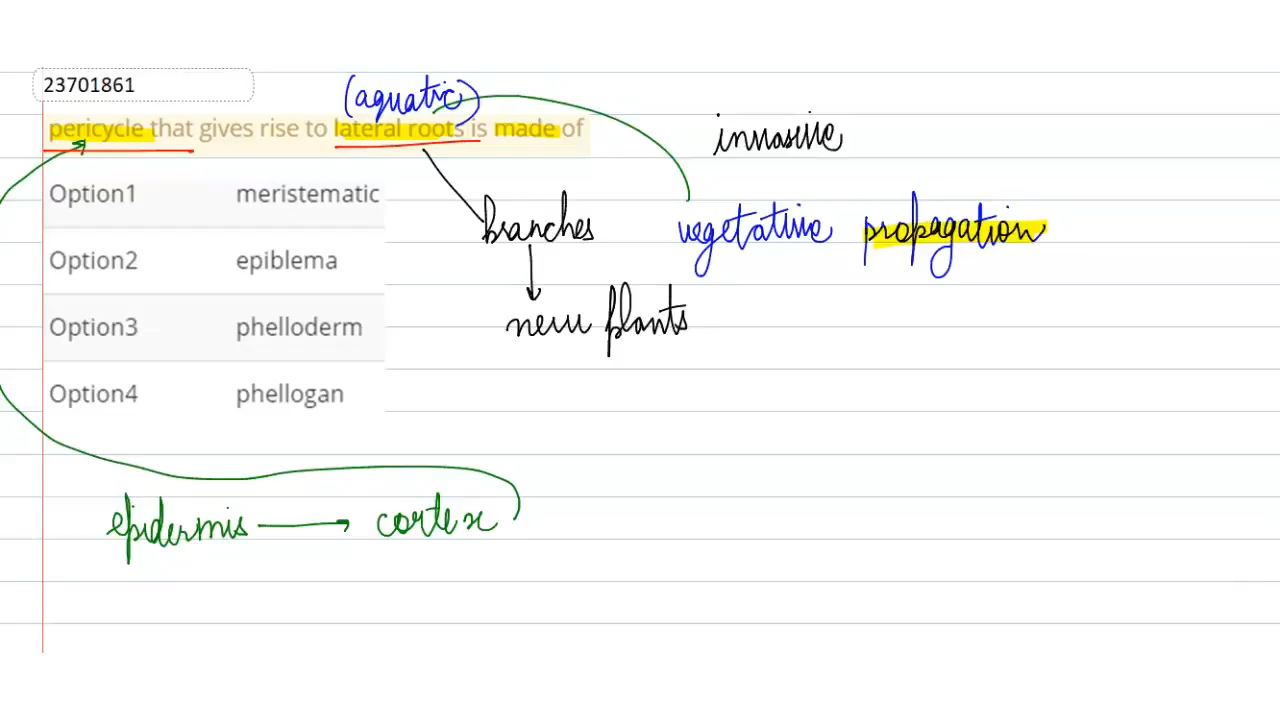 23701861
(aquatic)
pericycle that gives rise to lateral roots is made of
invasive
Option1 meristematic
branches vegetative propagation
Option2 epiblema
new plants
Option3 phelloderm
Option4 phellogan
epidermis → cortex